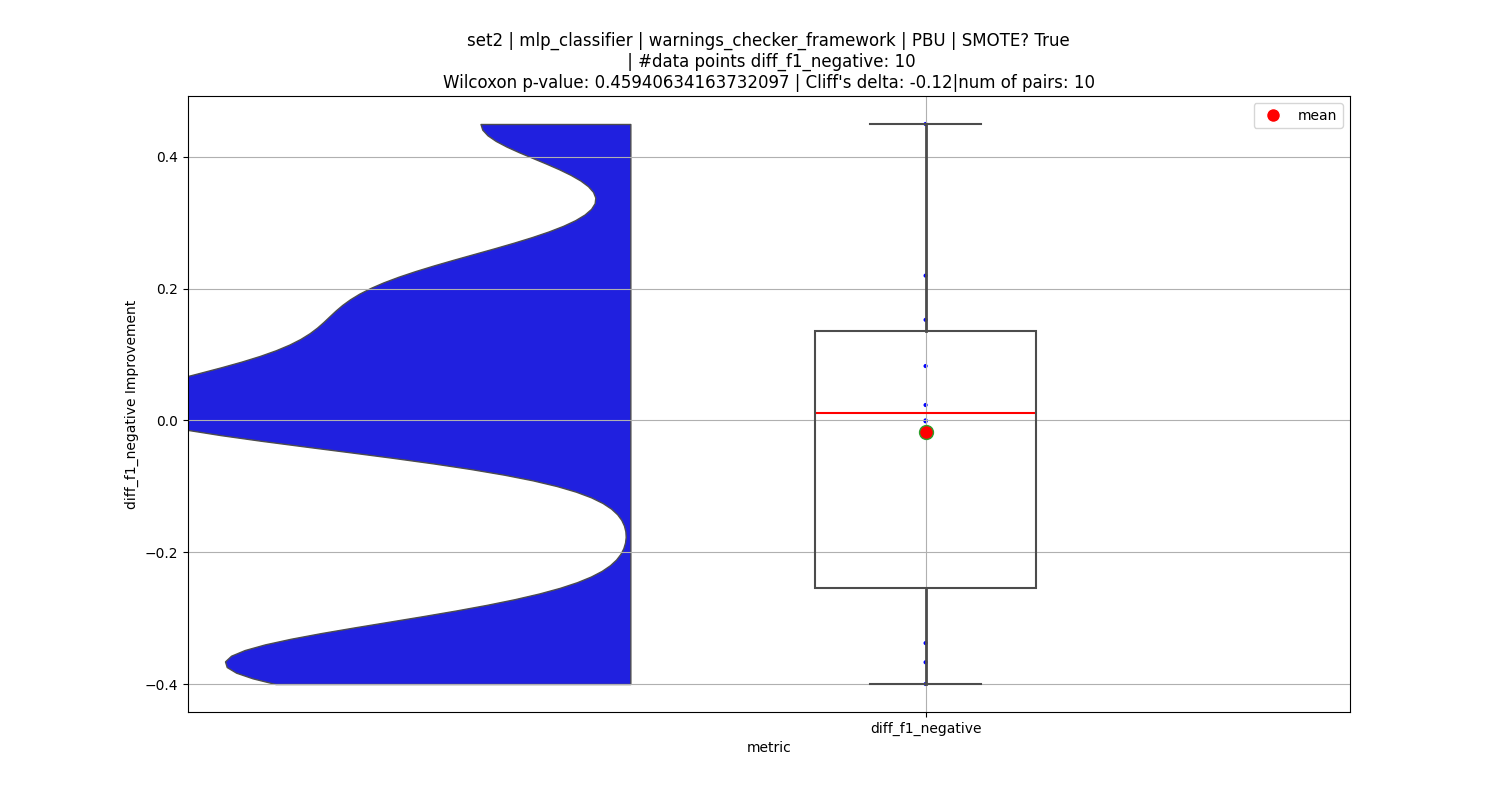 set2 | mlp_classifier | warnings_checker_framework | PBU | SMOTE? True
| #data points diff_f1_negative: 10
Wilcoxon p-value: 0.45940634163732097 | Cliff's delta: -0.12|num of pairs: 10
mean
0.4
0.2
0.0
−0.2
−0.4
diff_f1_negative Improvement
diff_f1_negative
metric